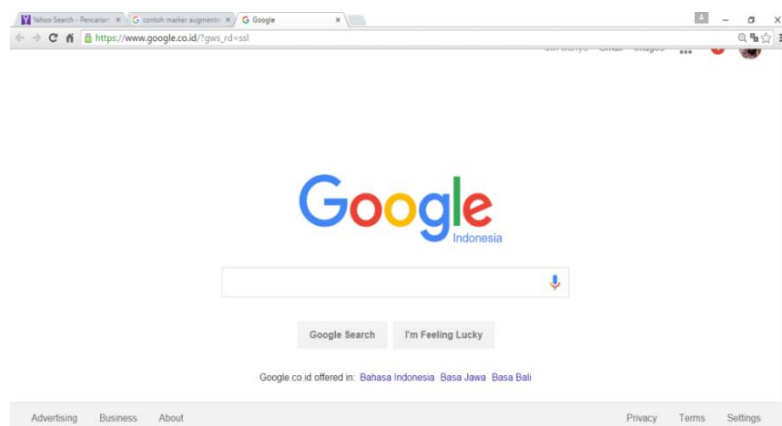 Yahoo Search - Pencarian
contoh marker augmente
Google
https://www.google.co.id/?gws_rd=ssl
Google
Indonesia
Google Search I'm Feeling Lucky
Google.co.id offered in: Bahasa Indonesia Basa Jawa Basa Bali
Advertising Business About Privacy Terms Settings